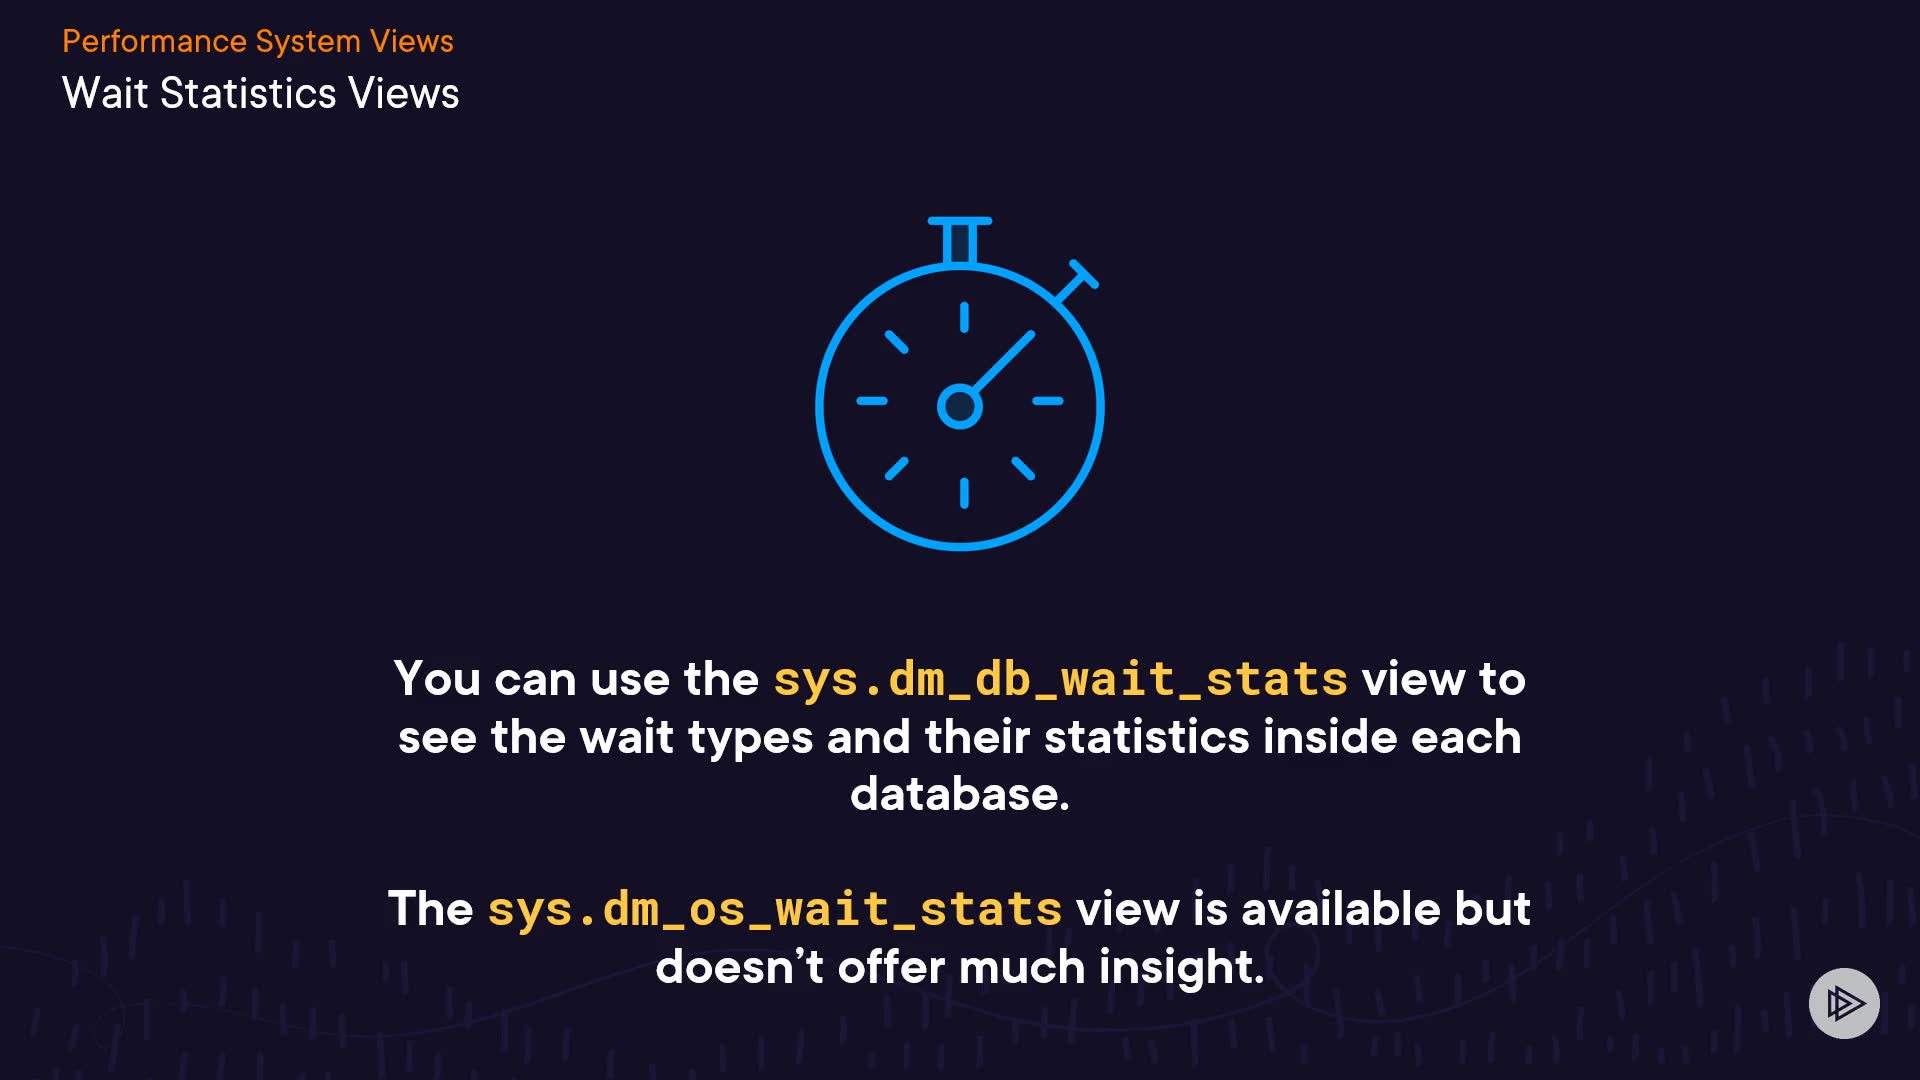 Performance System Views
Wait Statistics Views
You can use the sys.dm_db_wait_stats view to
see the wait types and their statistics inside each
database.
The sys.dm_os_wait_stats view is available but
doesn’t offer much insight.